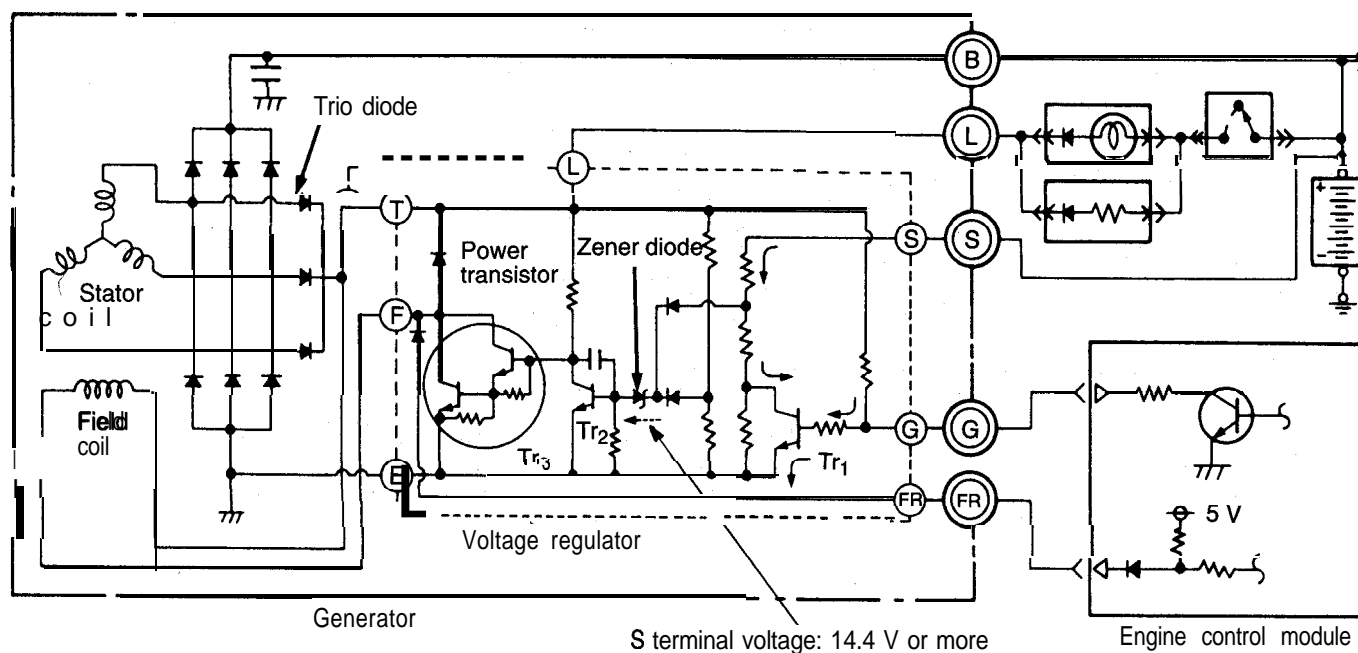 B
Trio diode
L
L
T
S
S
Power
transistor
Zener diode
Stator
coil
F
Field
coil
Tr2
Tr3
Tr1
G
G
E
FR
FR
5 V
Voltage regulator
Generator
S terminal voltage: 14.4 V or more
Engine control module
+
−